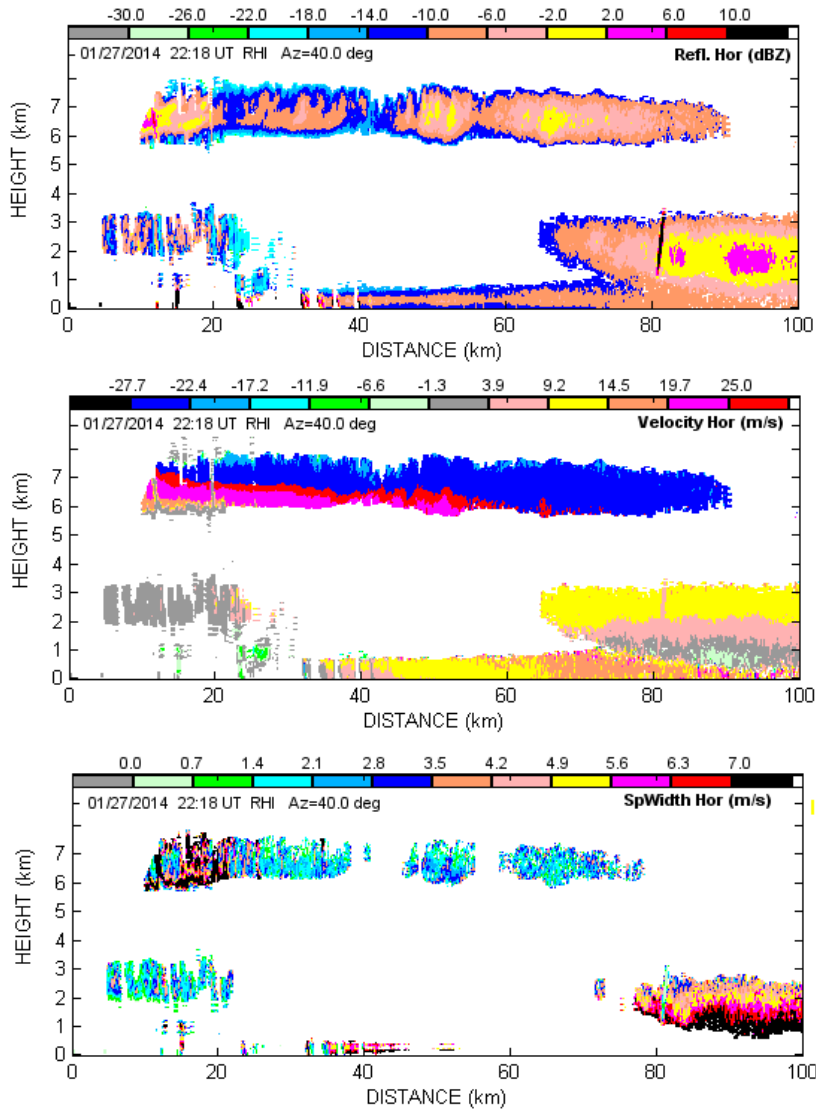 -30.0 -26.0 -22.0 -18.0 -14.0 -10.0 -6.0 -2.0 2.0 6.0 10.0
01/27/2014 22:18 UT RHI Az=40.0 deg Refl. Hor (dBZ)
HEIGHT (km)
7
6
5
4
3
2
1
0
0 20 40 60 80 100
DISTANCE (km)
-27.7 -22.4 -17.2 -11.9 -6.6 -1.3 3.9 9.2 14.5 19.7 25.0
01/27/2014 22:18 UT RHI Az=40.0 deg Velocity Hor (m/s)
HEIGHT (km)
7
6
5
4
3
2
1
0
0 20 40 60 80 100
DISTANCE (km)
0.0 0.7 1.4 2.1 2.8 3.5 4.2 4.9 5.6 6.3 7.0
01/27/2014 22:18 UT RHI Az=40.0 deg SpWidth Hor (m/s)
HEIGHT (km)
7
6
5
4
3
2
1
0
0 20 40 60 80 100
DISTANCE (km)